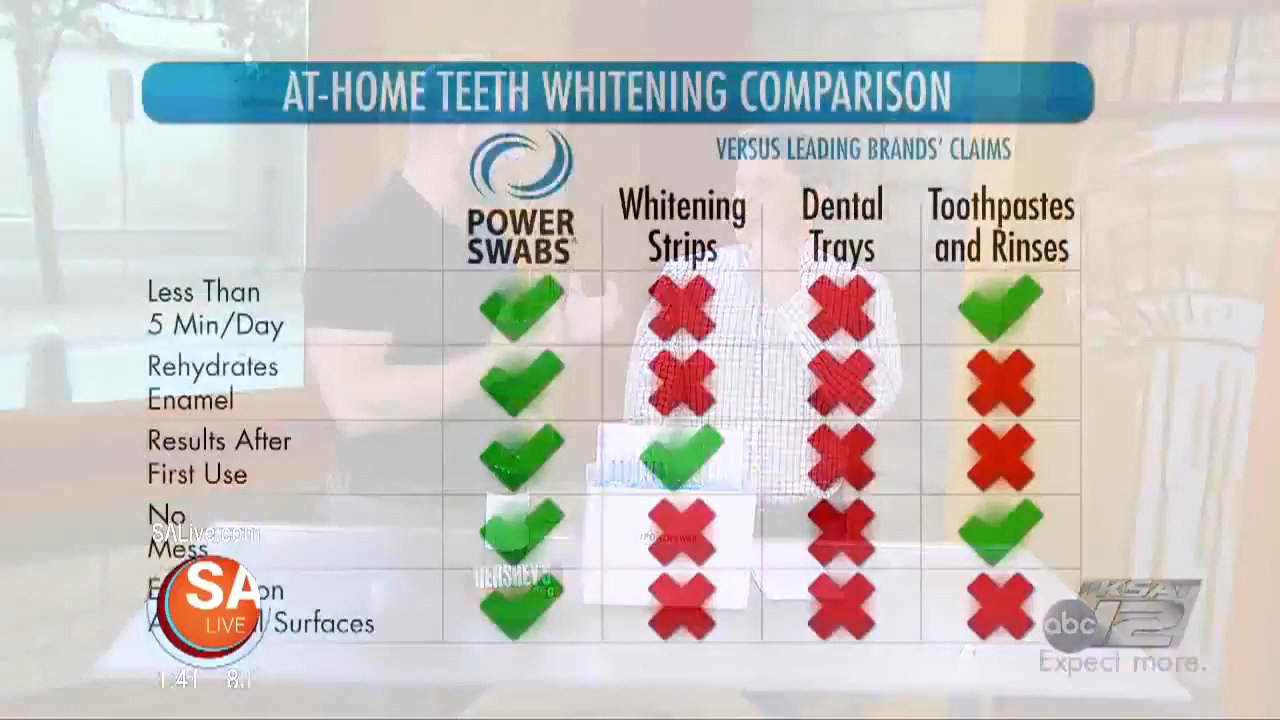 AT-HOME TEETH WHITENING COMPARISON
VERSUS LEADING BRANDS' CLAIMS
POWER
SWABS
Whitening
Strips
Dental
Trays
Toothpastes
and Rinses
Less Than
5 Min/Day
Rehydrates
Enamel
Results After
First Use
No
Mess
SALive.com
HERSHEY'S
SA
LIVE
/Surfaces
abc
KSAT
12
Expect more.